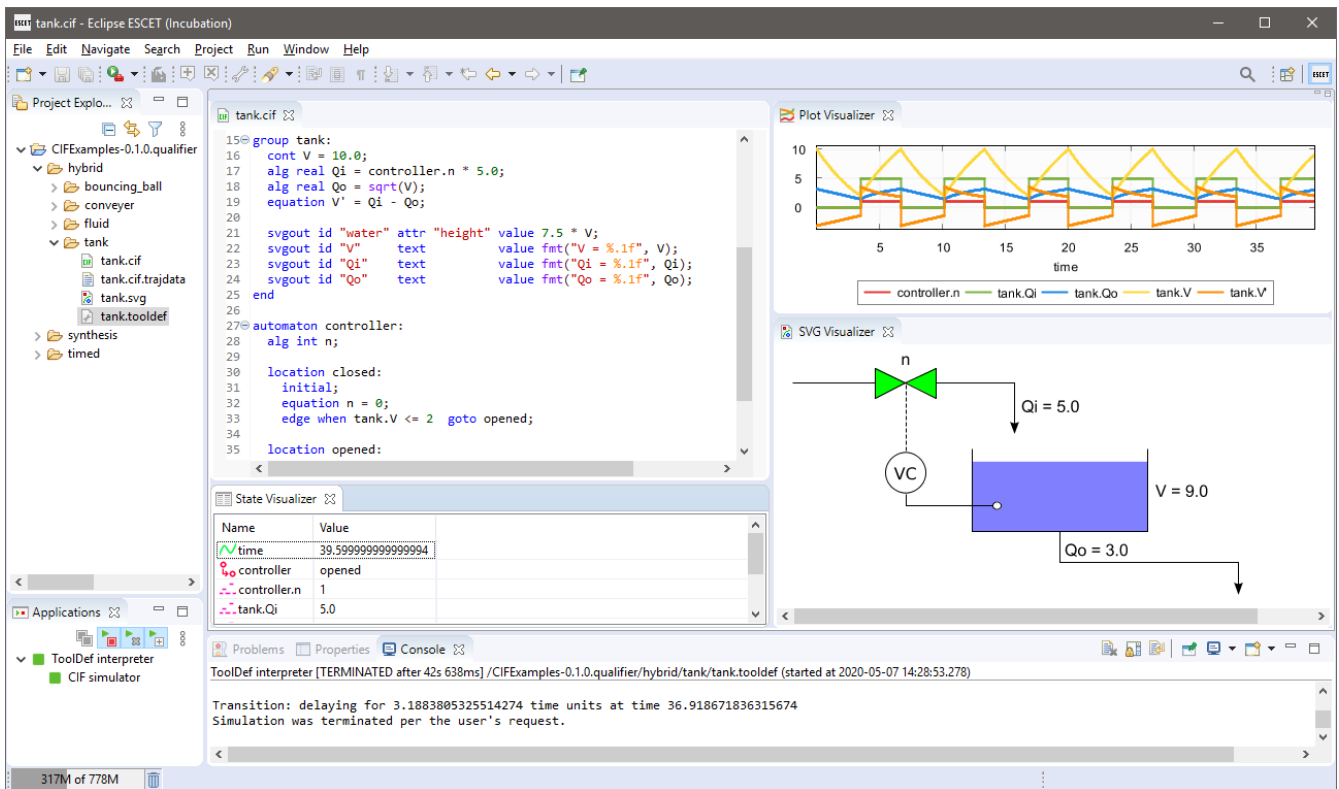 tank.cif - Eclipse ESCET (Incubation)
File Edit Navigate Search Project Run Window Help
ESCET
Project Explo...
CIFExamples-0.1.0.qualifier
hybrid
bouncing_ball
conveyer
fluid
tank
tank.cif
tank.cif.trajdata
tank.svg
tank.tooldef
synthesis
timed
tank.cif
15 group tank:
16 cont V = 10.0;
17 alg real Qi = controller.n * 5.0;
18 alg real Qo = sqrt(V);
19 equation V' = Qi - Qo;
20
21 svgout id "water" attr "height" value 7.5 * V;
22 svgout id "V" text value fmt("V = %.1f", V);
23 svgout id "Qi" text value fmt("Qi = %.1f", Qi);
24 svgout id "Qo" text value fmt("Qo = %.1f", Qo);
25 end
26
27 automaton controller:
28 alg int n;
29
30 location closed:
31 initial;
32 equation n = 0;
33 edge when tank.V <= 2 goto opened;
34
35 location opened:
Plot Visualizer
10
5
0
5 10 15 20 25 30 35
time
controller.n tank.Qi tank.Qo tank.V tank.V'
SVG Visualizer
n
Qi = 5.0
VC
V = 9.0
Qo = 3.0
State Visualizer
Name Value
time 39.599999999999994
controller opened
controller.n 1
tank.Qi 5.0
Applications
ToolDef interpreter
CIF simulator
Problems Properties Console
ToolDef interpreter [TERMINATED after 42s 638ms] /CIFExamples-0.1.0.qualifier/hybrid/tank/tank.tooldef (started at 2020-05-07 14:28:53.278)
Transition: delaying for 3.1883805325514274 time units at time 36.918671836315674
Simulation was terminated per the user's request.
317M of 778M